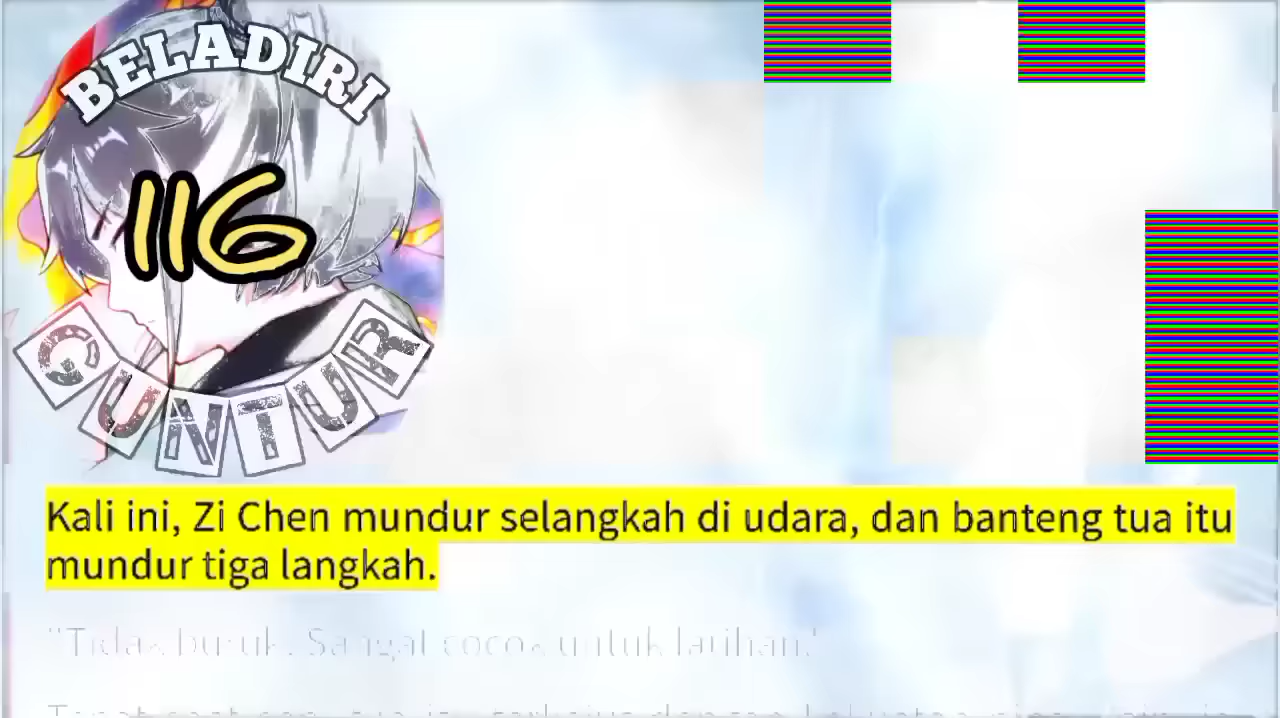 BELADIRI
116
GUNTUR
Kali ini, Zi Chen mundur selangkah di udara, dan banteng tua itu
mundur tiga langkah.
"Tidak buruk. Sangat cocok untuk latihan."